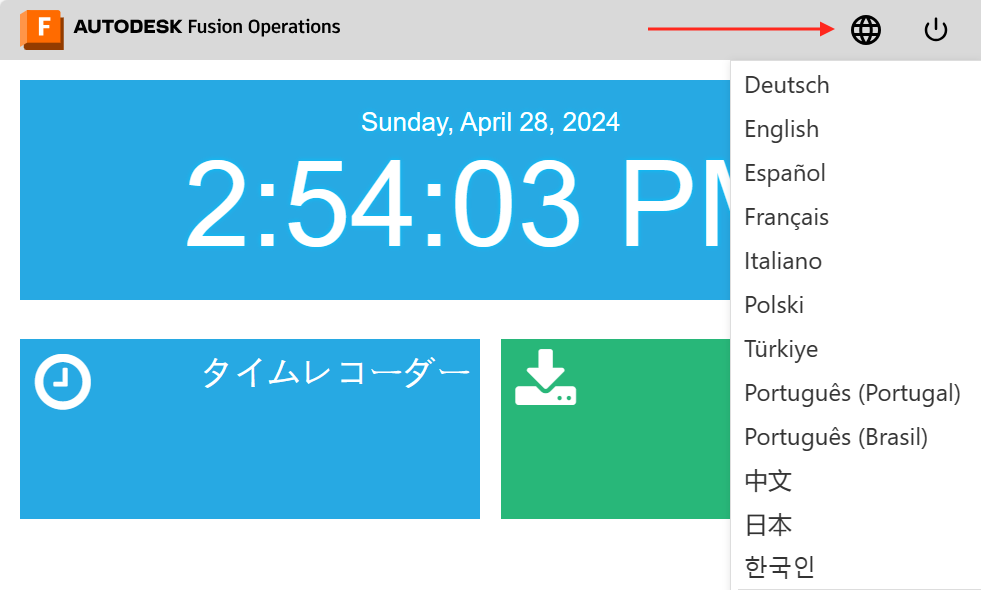 F AUTODESK Fusion Operations
Sunday, April 28, 2024
2:54:03 PM
タイムレコーダー
Deutsch
English
Español
Français
Italiano
Polski
Türkiye
Português (Portugal)
Português (Brasil)
中文
日本
한국인